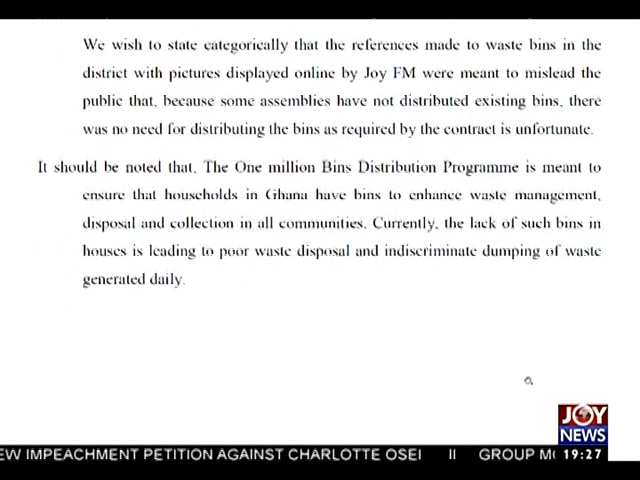 We wish to state categorically that the references made to waste bins in the
district with pictures displayed online by Joy FM were meant to mislead the
public that, because some assemblies have not distributed existing bins, there
was no need for distributing the bins as required by the contract is unfortunate.
It should be noted that, The One million Bins Distribution Programme is meant to
ensure that households in Ghana have bins to enhance waste management,
disposal and collection in all communities. Currently, the lack of such bins in
houses is leading to poor waste disposal and indiscriminate dumping of waste
generated daily.
JOY
NEWS
IMPEACHMENT PETITION AGAINST CHARLOTTE OSEI II GROUP
19:27